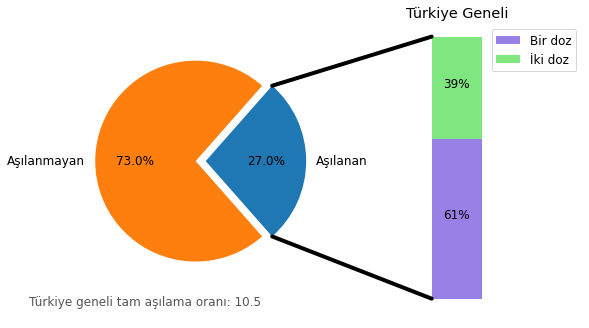 Türkiye Geneli
Bir doz
İki doz
39%
Aşılanmayan
73.0%
27.0%
Aşılanan
61%
Türkiye geneli tam aşılama oranı: 10.5